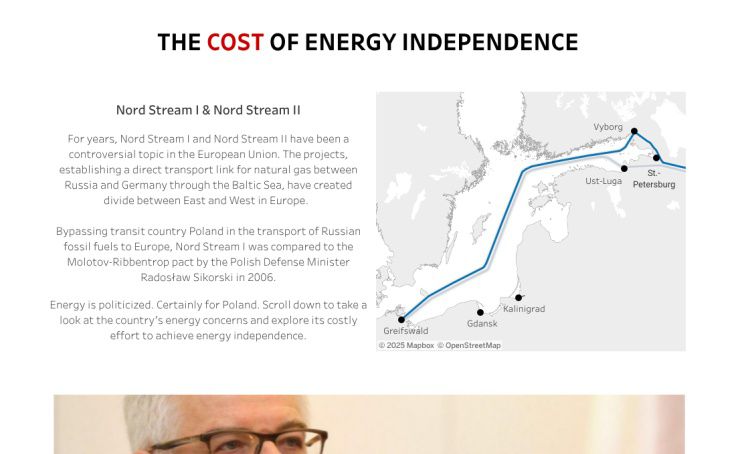 THE COST OF ENERGY INDEPENDENCE
Nord Stream I & Nord Stream II
For years, Nord Stream I and Nord Stream II have been a
controversial topic in the European Union. The projects,
establishing a direct transport link for natural gas between
Russia and Germany through the Baltic Sea, have created
divide between East and West in Europe.
Bypassing transit country Poland in the transport of Russian
fossil fuels to Europe, Nord Stream I was compared to the
Molotov-Ribbentrop pact by the Polish Defense Minister
Radosław Sikorski in 2006.
Energy is politicized. Certainly for Poland. Scroll down to take a
look at the country's energy concerns and explore its costly
effort to achieve energy independence.
Vyborg
Ust-Luga
St.-
Petersburg
Kaliningrad
Gdansk
Greifswald
© 2025 Mapbox © OpenStreetMap